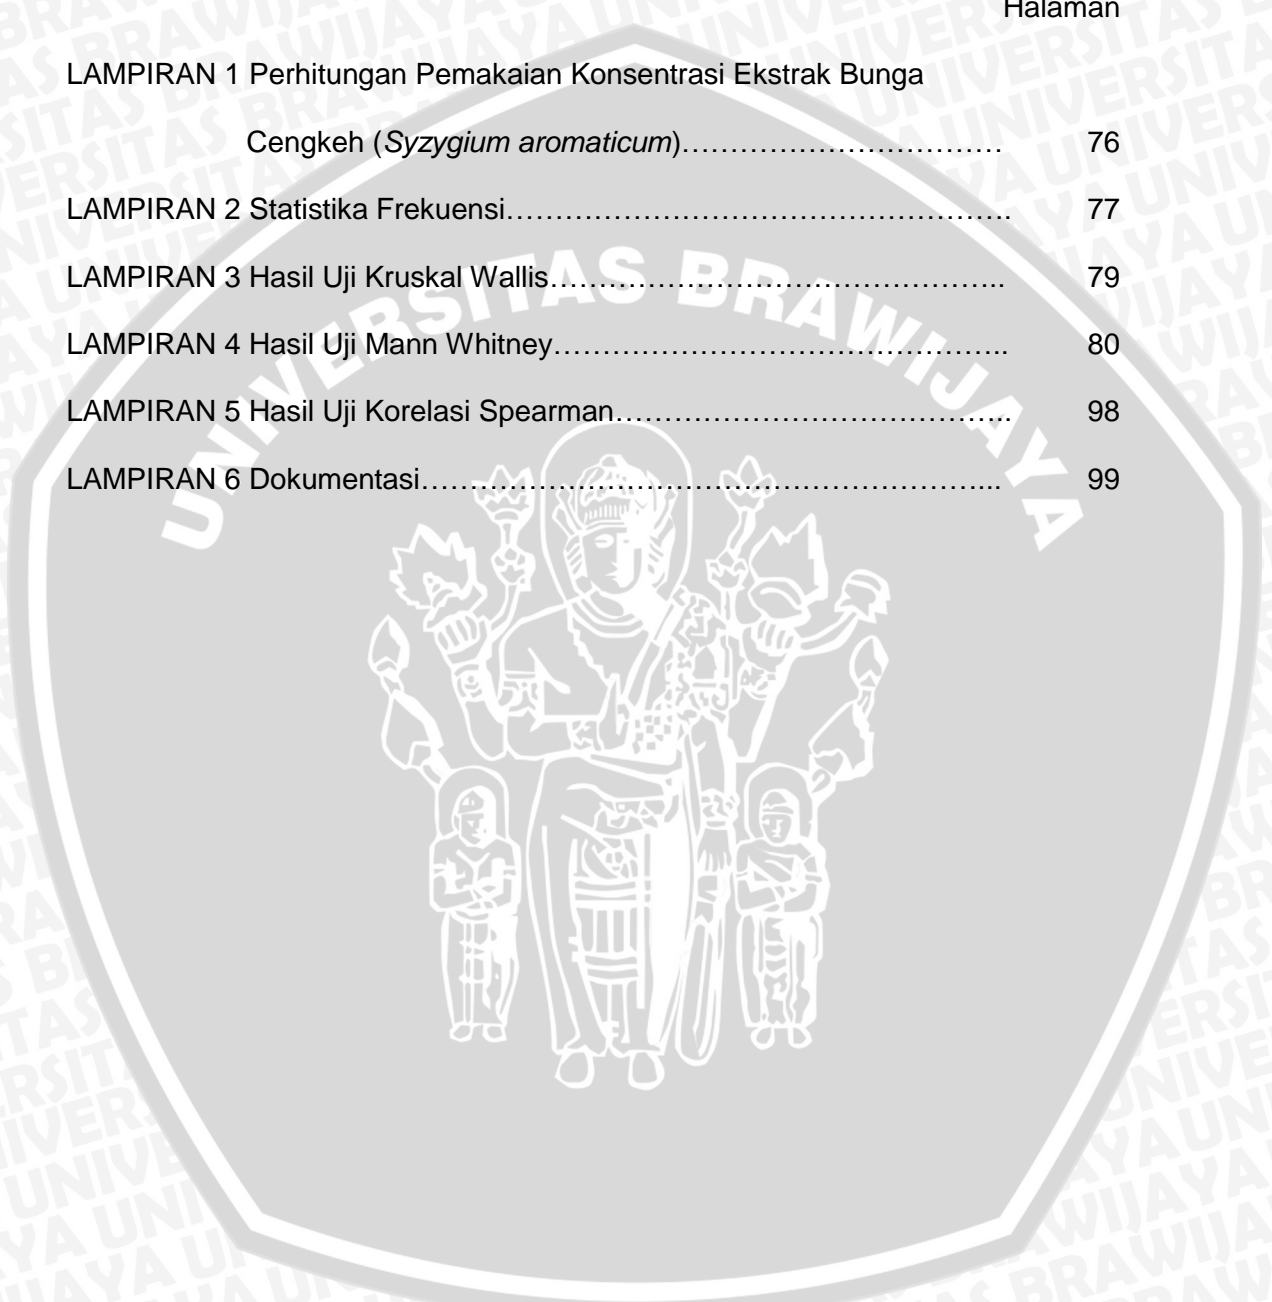 Halaman
LAMPIRAN 1 Perhitungan Pemakaian Konsentrasi Ekstrak Bunga
Cengkeh (Syzygium aromaticum)…………………………… 76
LAMPIRAN 2 Statistika Frekuensi……………………………………………. 77
LAMPIRAN 3 Hasil Uji Kruskal Wallis……………………………………….. 79
LAMPIRAN 4 Hasil Uji Mann Whitney……………………………………….. 80
LAMPIRAN 5 Hasil Uji Korelasi Spearman………………………………….. 98
LAMPIRAN 6 Dokumentasi…………………………………………………... 99
UNIVERSITAS BRAWIJAYA